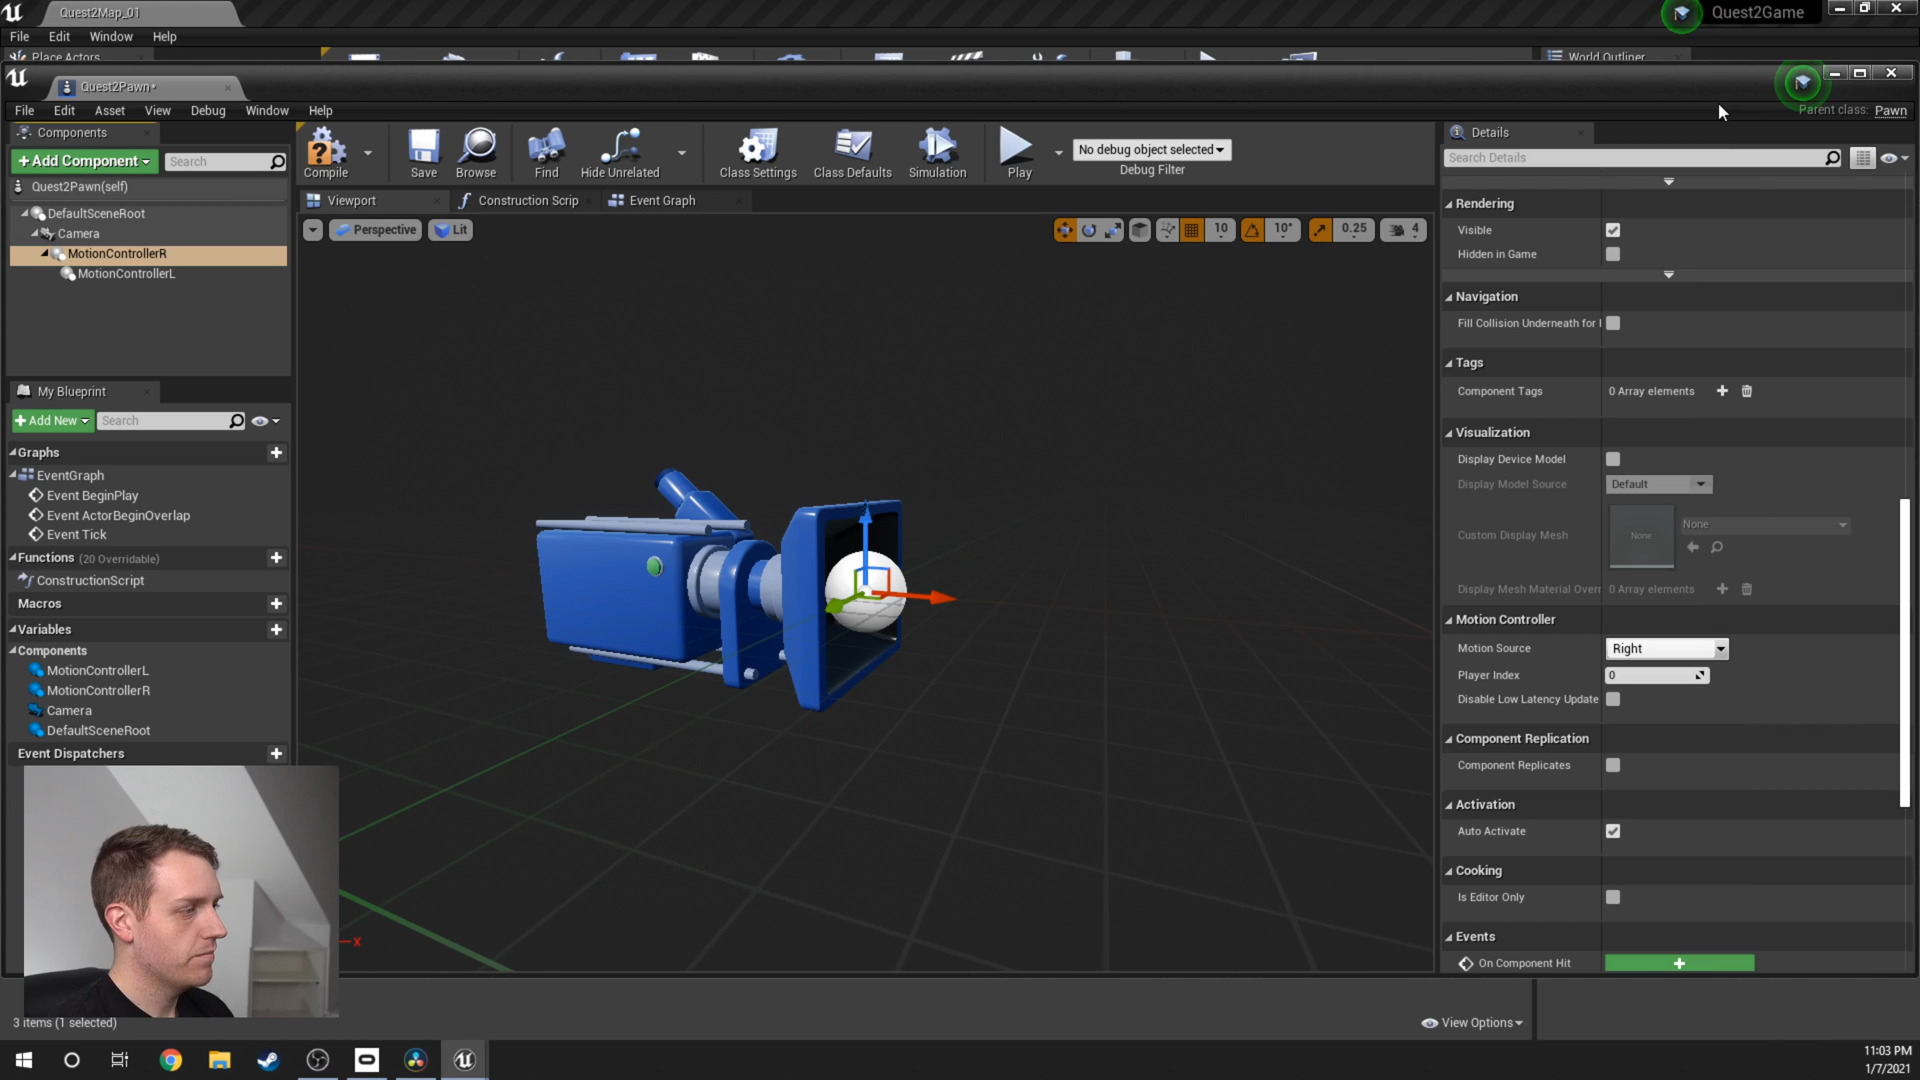 Quest2Map_01
Quest2Game
File Edit Window Help
Place Actors
World Outliner
Quest2Pawn*
File Edit Asset View Debug Window Help
Parent class: Pawn
Components
+Add Component
Search
Quest2Pawn(self)
DefaultSceneRoot
Camera
MotionControllerR
MotionControllerL
Compile
Save
Browse
Find
Hide Unrelated
Class Settings
Class Defaults
Simulation
Play
No debug object selected
Debug Filter
Viewport
Construction Scrip
Event Graph
Perspective
Lit
10
10°
0.25
4
X
My Blueprint
+Add New
Search
Graphs
EventGraph
Event BeginPlay
Event ActorBeginOverlap
Event Tick
Functions (20 Overridable)
ConstructionScript
Macros
Variables
Components
MotionControllerL
MotionControllerR
Camera
DefaultSceneRoot
Event Dispatchers
Details
Search Details
Rendering
Visible
Hidden in Game
Navigation
Fill Collision Underneath for
Tags
Component Tags 0 Array elements
Visualization
Display Device Model
Display Model Source Default
Custom Display Mesh None None
Display Mesh Material Overr 0 Array elements
Motion Controller
Motion Source Right
Player Index 0
Disable Low Latency Update
Component Replication
Component Replicates
Activation
Auto Activate
Cooking
Is Editor Only
Events
On Component Hit
3 items (1 selected)
View Options
11:03 PM
1/7/2021